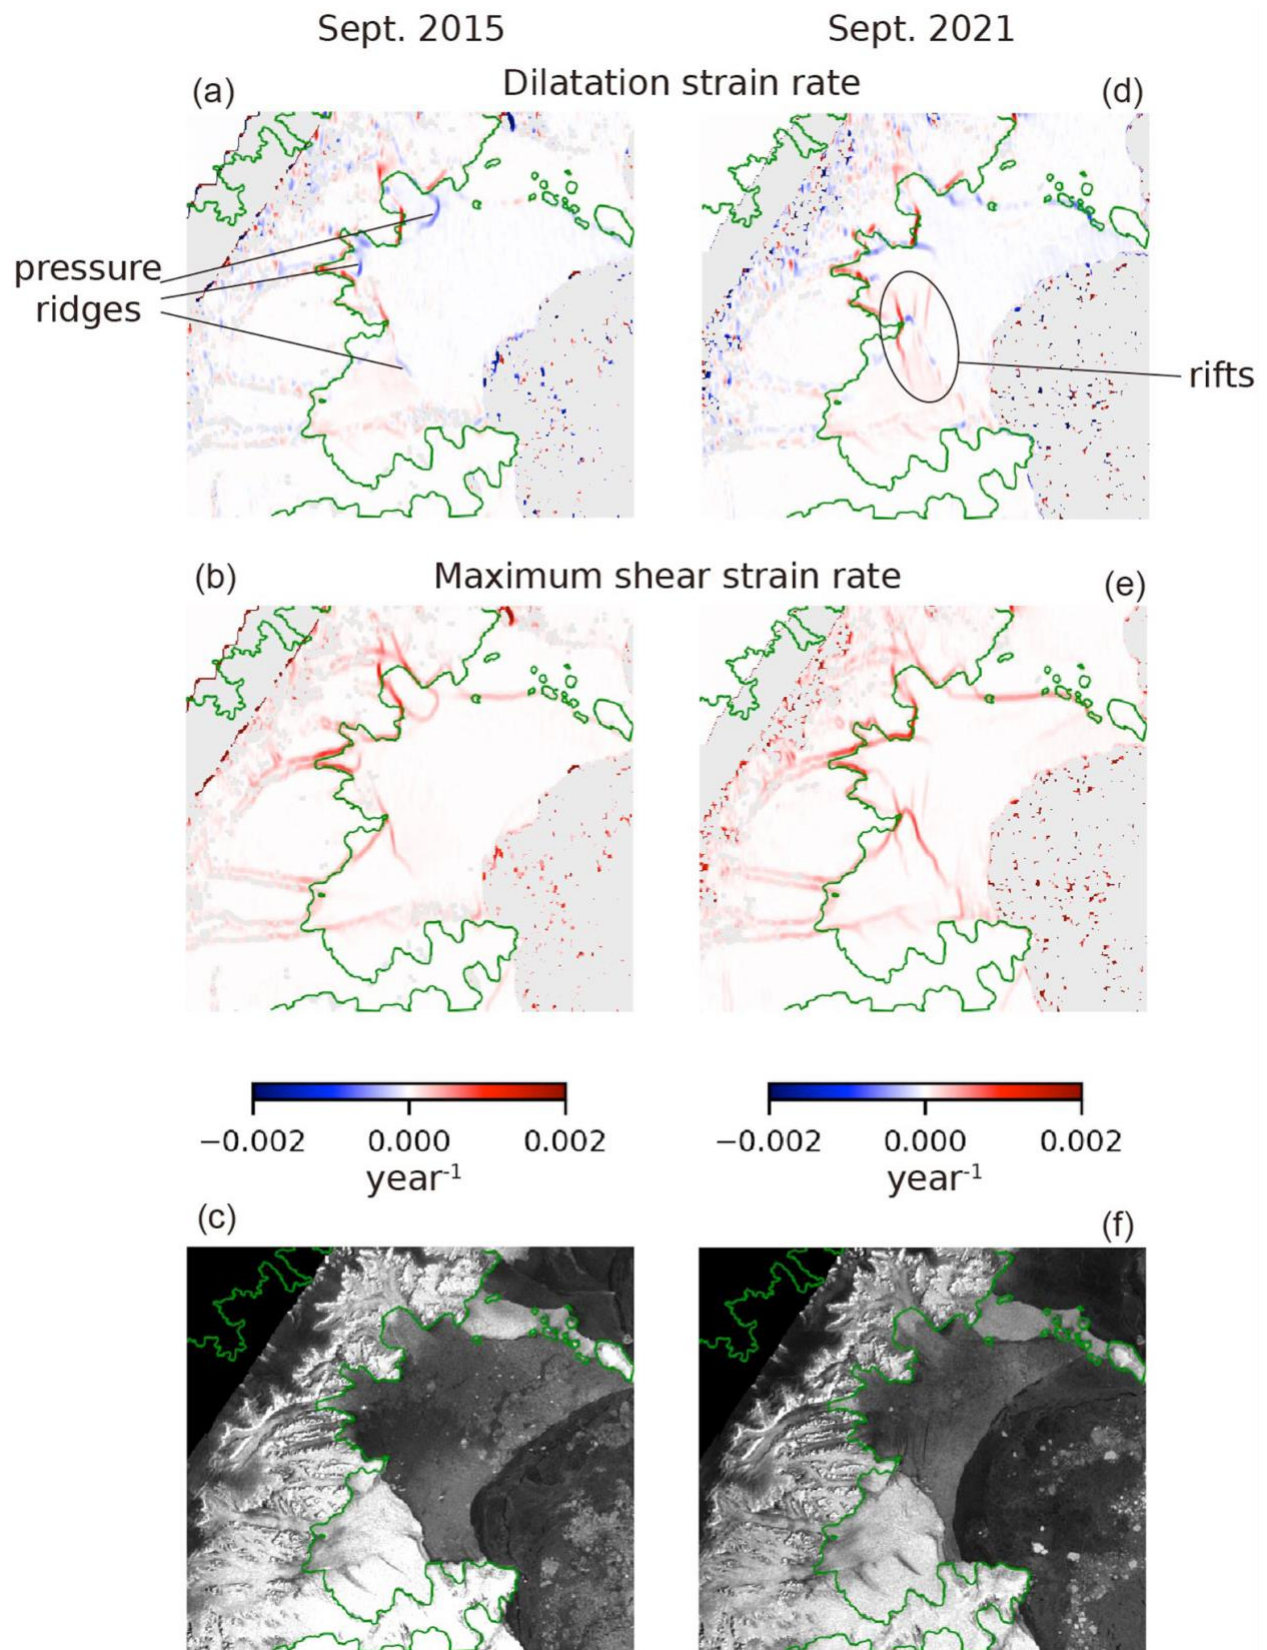 Sept. 2015
Sept. 2021
(a)
Dilatation strain rate
(d)
pressure
ridges
rifts
(b)
Maximum shear strain rate
(e)
−0.002
0.000
0.002
year⁻¹
−0.002
0.000
0.002
year⁻¹
(c)
(f)